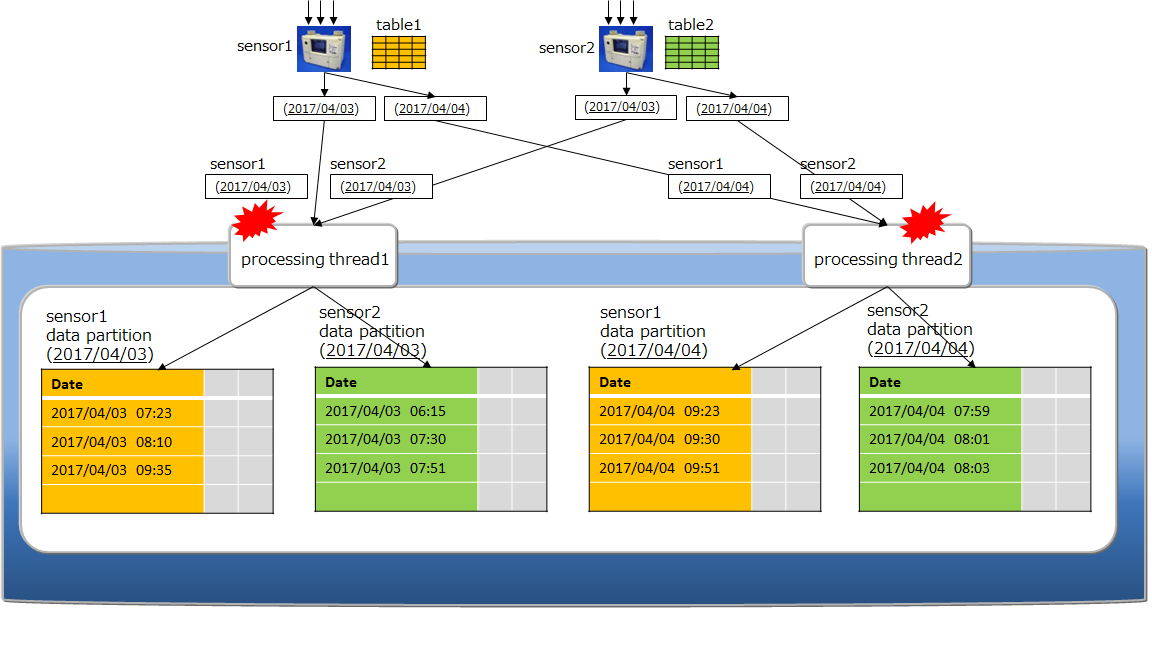 table1
table2
sensor1
sensor2
(2017/04/03)
(2017/04/04)
(2017/04/03)
(2017/04/04)
sensor1
sensor2
sensor1
sensor2
(2017/04/03)
(2017/04/03)
(2017/04/04)
(2017/04/04)
processing thread1
processing thread2
sensor1
data partition
(2017/04/03)
Date
2017/04/03 07:23
2017/04/03 08:10
2017/04/03 09:35
sensor2
data partition
(2017/04/03)
Date
2017/04/03 06:15
2017/04/03 07:30
2017/04/03 07:51
sensor1
data partition
(2017/04/04)
Date
2017/04/04 09:23
2017/04/04 09:30
2017/04/04 09:51
sensor2
data partition
(2017/04/04)
Date
2017/04/04 07:59
2017/04/04 08:01
2017/04/04 08:03